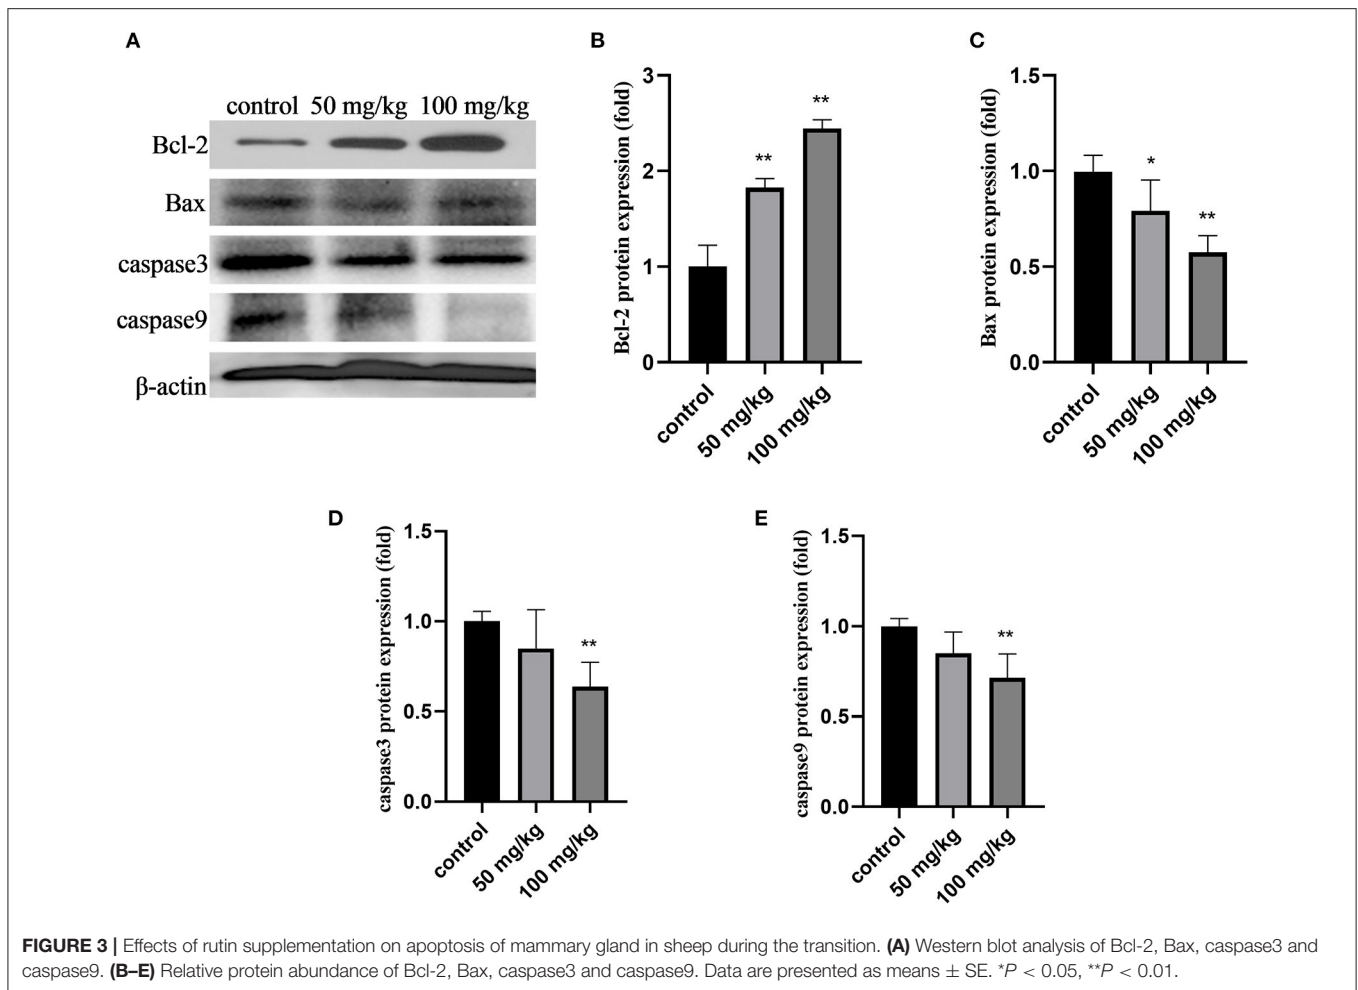 A
control 50 mg/kg 100 mg/kg
Bcl-2
Bax
caspase3
caspase9
β-actin
B
Bcl-2 protein expression (fold)
3
2
1
0
**
**
control
50 mg/kg
100 mg/kg
C
Bax protein expression (fold)
1.5
1.0
0.5
0.0
*
**
control
50 mg/kg
100 mg/kg
D
caspase3 protein expression (fold)
1.5
1.0
0.5
0.0
**
control
50 mg/kg
100 mg/kg
E
caspase9 protein expression (fold)
1.5
1.0
0.5
0.0
**
control
50 mg/kg
100 mg/kg
FIGURE 3 | Effects of rutin supplementation on apoptosis of mammary gland in sheep during the transition. (A) Western blot analysis of Bcl-2, Bax, caspase3 and
caspase9. (B–E) Relative protein abundance of Bcl-2, Bax, caspase3 and caspase9. Data are presented as means ± SE. *P < 0.05, **P < 0.01.